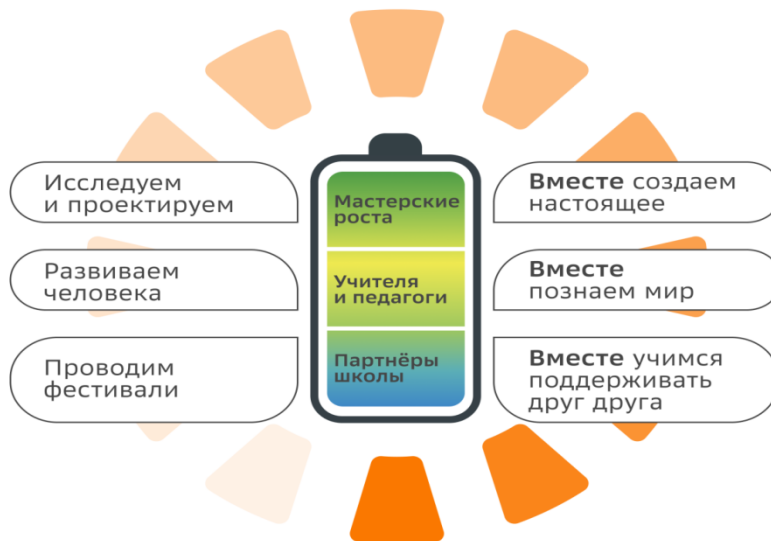 Исследуем
и проектируем
Развиваем
человека
Проводим
фестивали
Мастерские
роста
Учителя
и педагоги
Партнёры
школы
Вместе создаем
настоящее
Вместе
познаем мир
Вместе учимся
поддерживать
друг друга